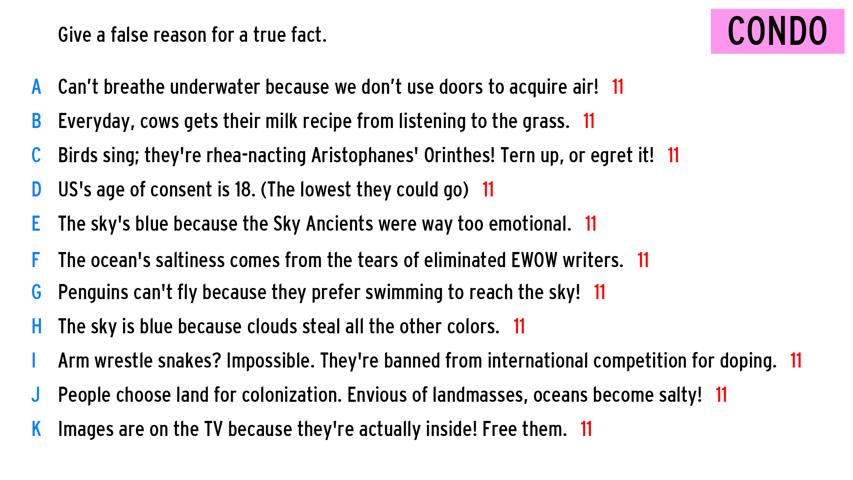 Give a false reason for a true fact.
CONDO
A Can't breathe underwater because we don't use doors to acquire air! 11
B Everyday, cows gets their milk recipe from listening to the grass. 11
C Birds sing; they're rhea-nacting Aristophanes' Orinthes! Tern up, or egret it! 11
D US's age of consent is 18. (The lowest they could go) 11
E The sky's blue because the Sky Ancients were way too emotional. 11
F The ocean's saltiness comes from the tears of eliminated EWOW writers. 11
G Penguins can't fly because they prefer swimming to reach the sky! 11
H The sky is blue because clouds steal all the other colors. 11
I Arm wrestle snakes? Impossible. They're banned from international competition for doping. 11
J People choose land for colonization. Envious of landmasses, oceans become salty! 11
K Images are on the TV because they're actually inside! Free them. 11